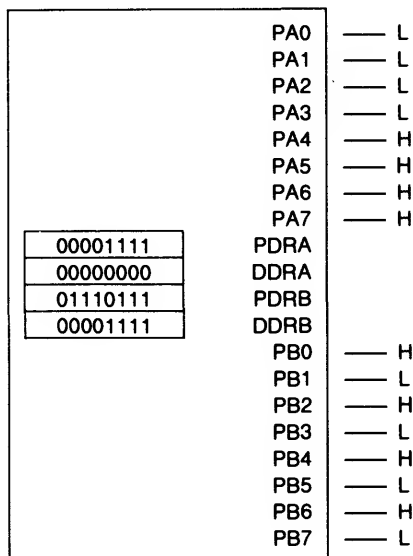 PA0 L
PA1 L
PA2 L
PA3 L
PA4 H
PA5 H
PA6 H
PA7 H
00001111 PDRA
00000000 DDRA
01110111 PDRB
00001111 DDRB
PB0 H
PB1 L
PB2 H
PB3 L
PB4 H
PB5 L
PB6 H
PB7 L